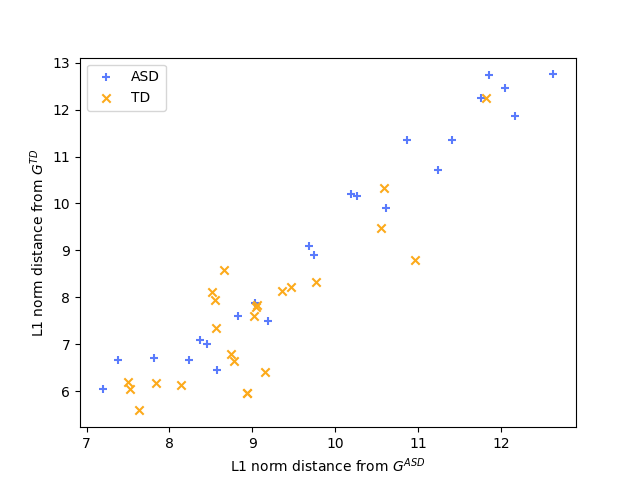 13
12
11
10
9
8
7
6
7 8 9 10 11 12
L1 norm distance from G^{TD}
L1 norm distance from G^{ASD}
ASD
TD